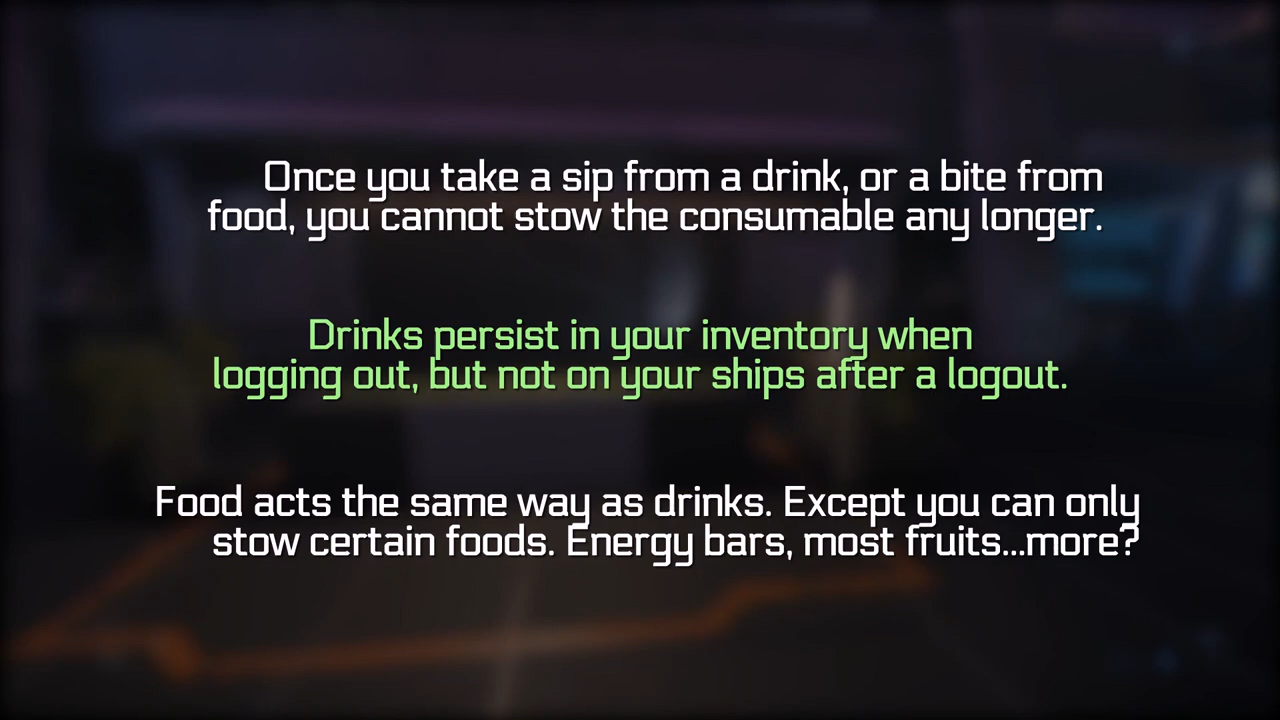 Once you take a sip from a drink, or a bite from
food, you cannot stow the consumable any longer.
Drinks persist in your inventory when
logging out, but not on your ships after a logout.
Food acts the same way as drinks. Except you can only
stow certain foods. Energy bars, most fruits...more?